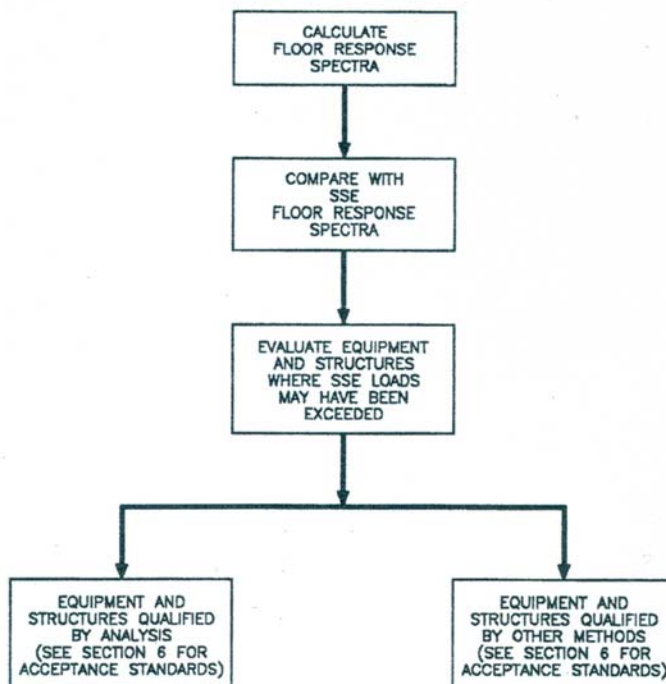 CALCULATE
FLOOR RESPONSE
SPECTRA
COMPARE WITH
SSE
FLOOR RESPONSE
SPECTRA
EVALUATE EQUIPMENT
AND STRUCTURES
WHERE SSE LOADS
MAY HAVE BEEN
EXCEEDED
EQUIPMENT AND
STRUCTURES QUALIFIED
BY ANALYSIS
(SEE SECTION 6 FOR
ACCEPTANCE STANDARDS)
EQUIPMENT AND
STRUCTURES QUALIFIED
BY OTHER METHODS
(SEE SECTION 6 FOR
ACCEPTANCE STANDARDS)